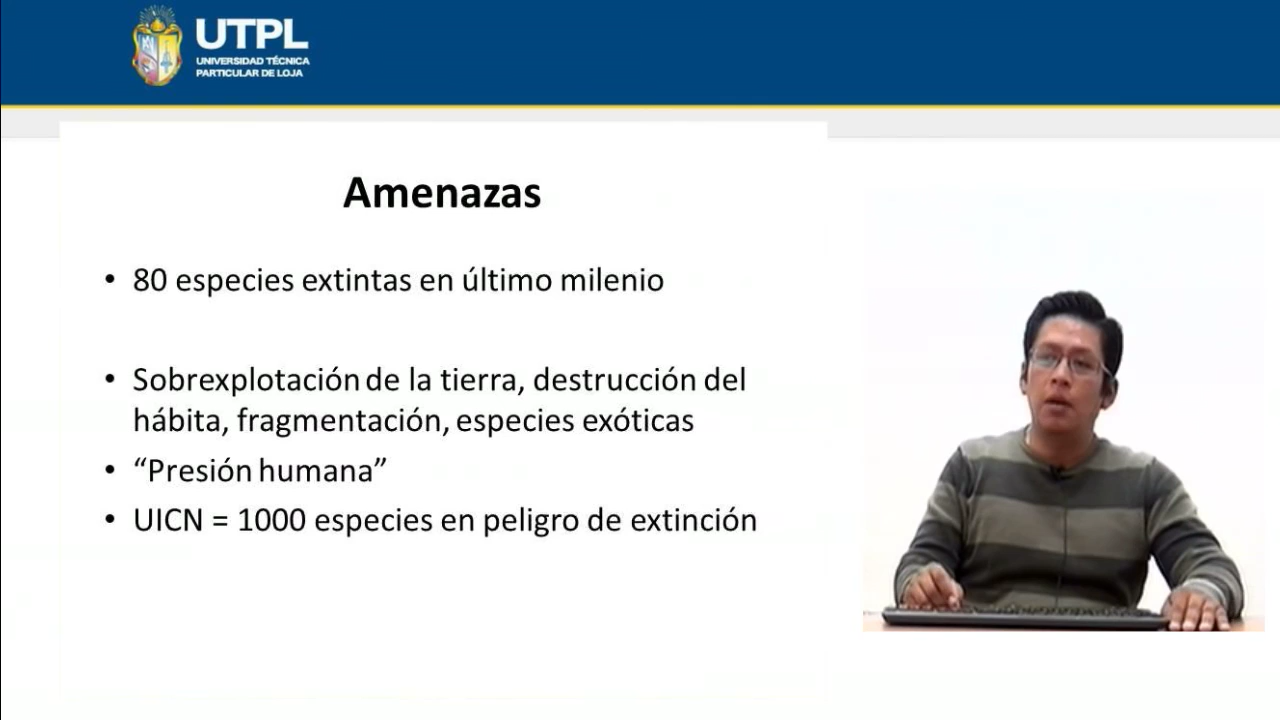 UTPL
UNIVERSIDAD TÉCNICA
PARTICULAR DE LOJA
Amenazas
• 80 especies extintas en último milenio
• Sobrexplotación de la tierra, destrucción del
hábita, fragmentación, especies exóticas
• “Presión humana”
• UICN = 1000 especies en peligro de extinción